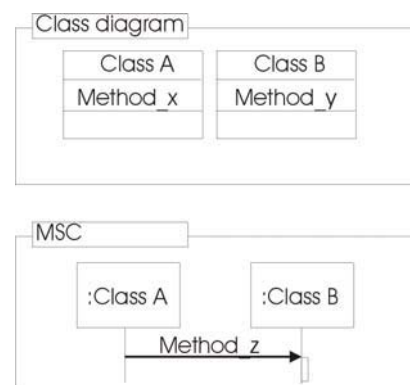 Class diagram
Class A Class B
Method_x Method_y
MSC
:Class A :Class B
Method_z